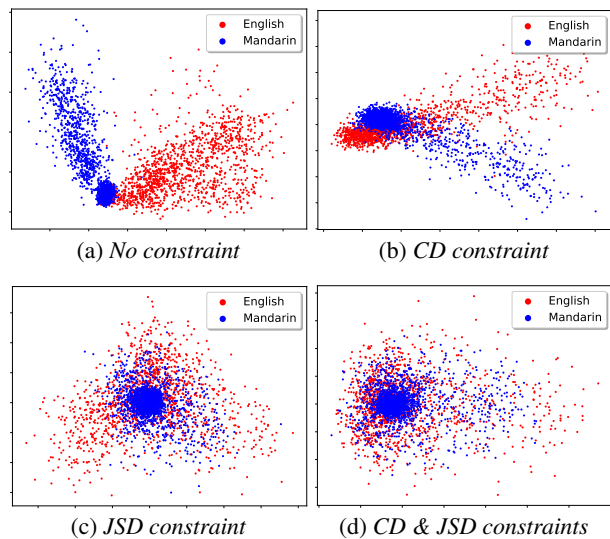 English
Mandarin
English
Mandarin
(a) No constraint
(b) CD constraint
English
Mandarin
English
Mandarin
(c) JSD constraint
(d) CD & JSD constraints